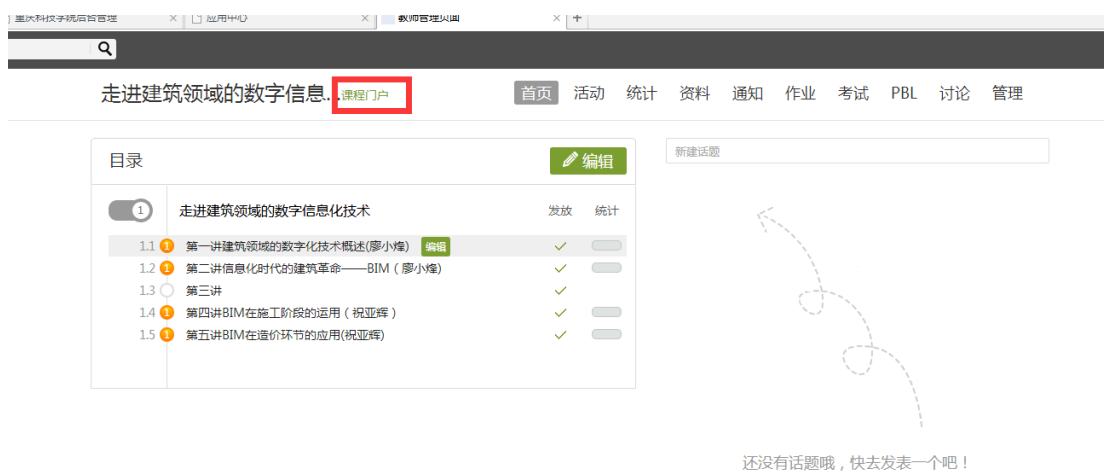 重庆科技学院后台管理 × 应用中心 × 教师管理页面 × +
走进建筑领域的数字信息... 课程门户 首页 活动 统计 资料 通知 作业 考试 PBL 讨论 管理
目录 编辑
新建话题
1 走进建筑领域的数字信息化技术 发放 统计
1.1 1 第一讲建筑领域的数字化技术概述(廖小烽) 编辑
1.2 1 第二讲信息化时代的建筑革命——BIM（廖小烽)
1.3 第三讲
1.4 1 第四讲BIM在施工阶段的运用（祝亚辉）
1.5 1 第五讲BIM在造价环节的应用(祝亚辉)
还没有话题哦，快去发表一个吧！